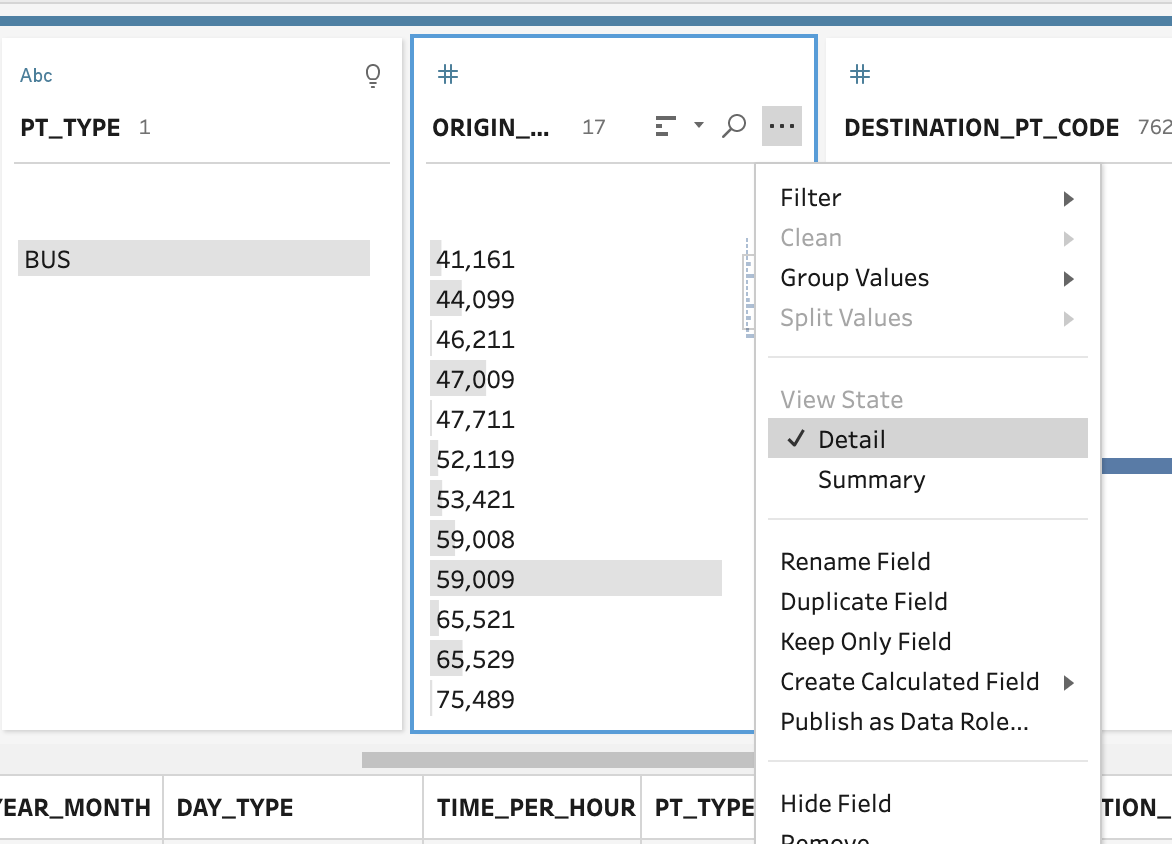 Abc
PT_TYPE 1
BUS
#
ORIGIN_... 17
41,161
44,099
46,211
47,009
47,711
52,119
53,421
59,008
59,009
65,521
65,529
75,489
#
DESTINATION_PT_CODE 762
Filter
Clean
Group Values
Split Values
View State
✓ Detail
Summary
Rename Field
Duplicate Field
Keep Only Field
Create Calculated Field
Publish as Data Role...
Hide Field
Remove
YEAR_MONTH DAY_TYPE TIME_PER_HOUR PT_TYPE TION_